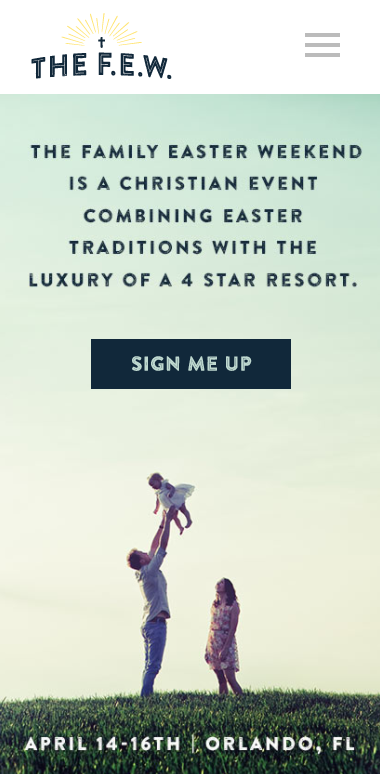 THE F.E.W.
THE FAMILY EASTER WEEKEND
IS A CHRISTIAN EVENT
COMBINING EASTER
TRADITIONS WITH THE
LUXURY OF A 4 STAR RESORT.
SIGN ME UP
APRIL 14-16TH | ORLANDO, FL